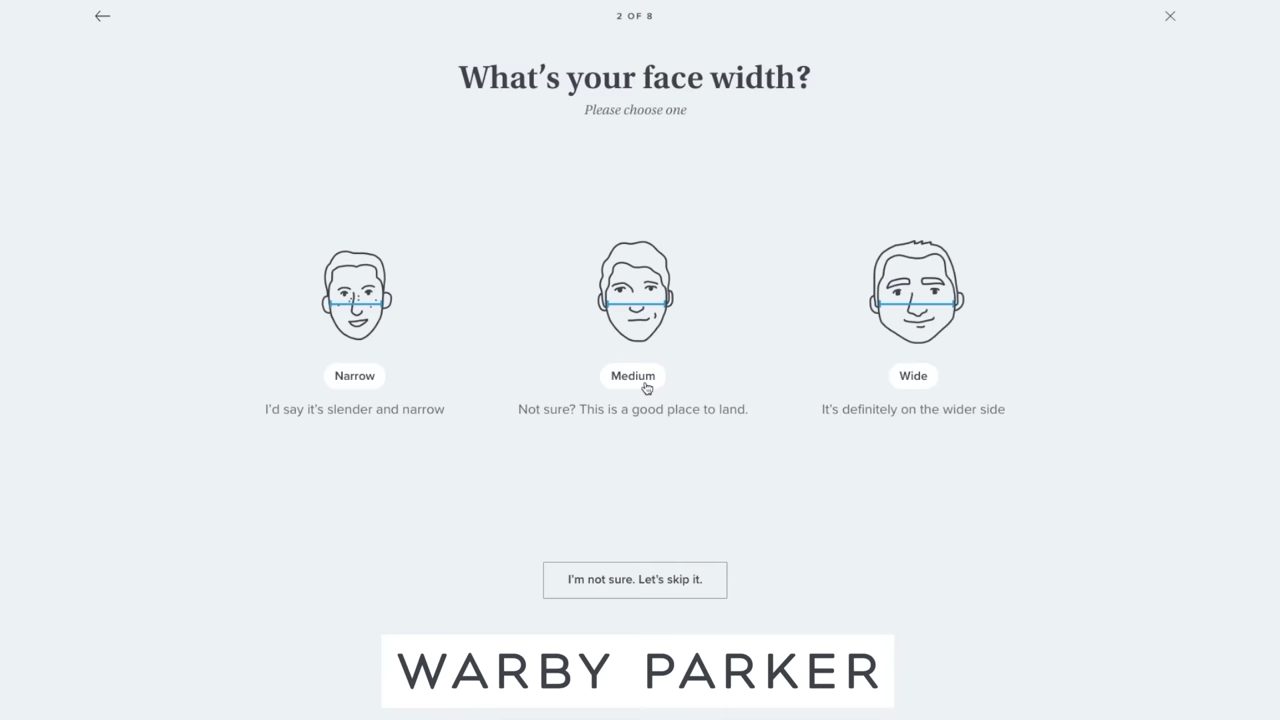 2 OF 8
What’s your face width?
Please choose one
Narrow
Medium
Wide
I’d say it’s slender and narrow
Not sure? This is a good place to land.
It’s definitely on the wider side
I’m not sure. Let’s skip it.
WARBY PARKER